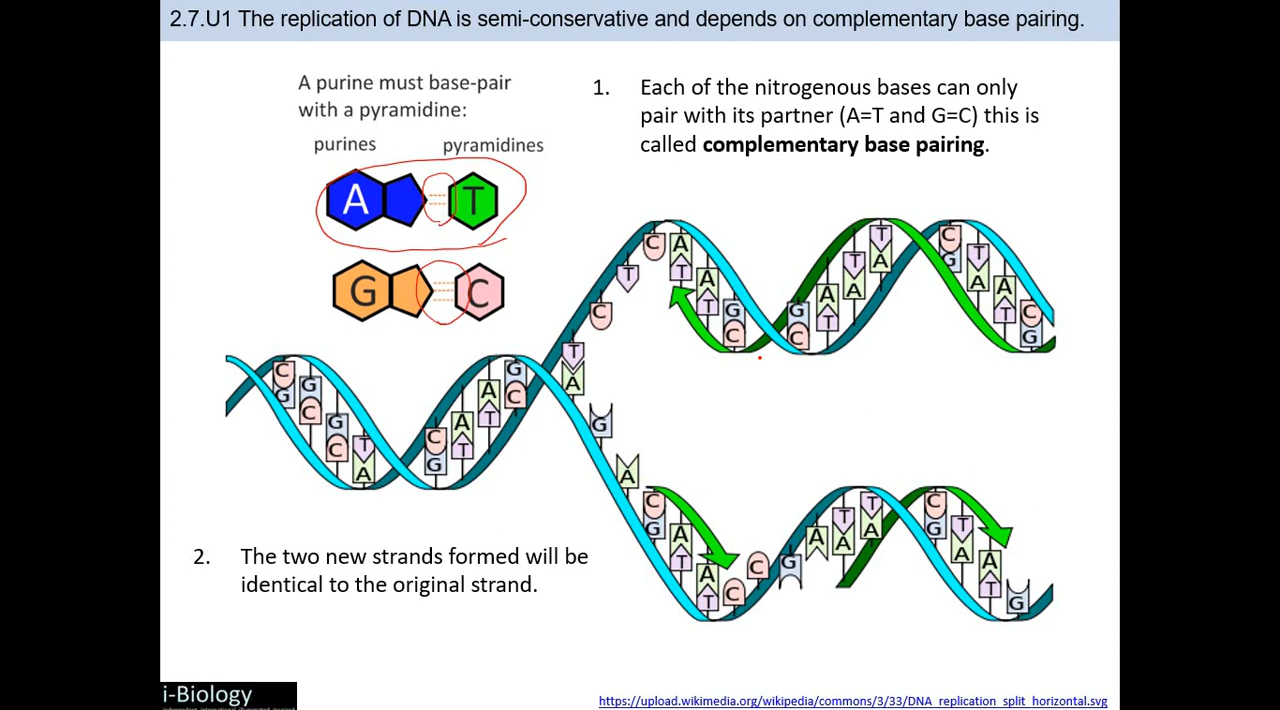 2.7.U1 The replication of DNA is semi-conservative and depends on complementary base pairing.
A purine must base-pair
with a pyramidine:
purines pyramidines
A T
G C
1. Each of the nitrogenous bases can only
pair with its partner (A=T and G=C) this is
called complementary base pairing.
2. The two new strands formed will be
identical to the original strand.
i-Biology
https://upload.wikimedia.org/wikipedia/commons/3/33/DNA_replication_split_horizontal.svg